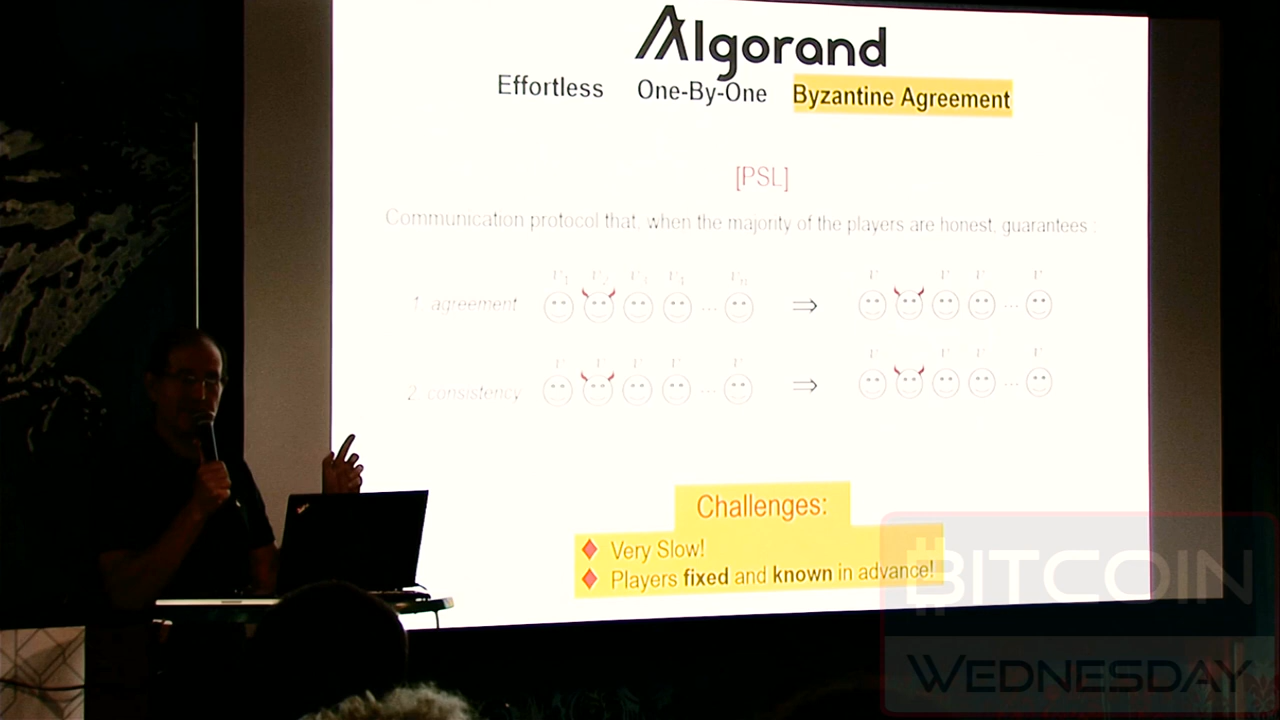 Algorand
Effortless One-By-One Byzantine Agreement
[PSL]
Communication protocol that, when the majority of the players are honest, guarantees :
1. agreement
⇒
2. consistency
⇒
Challenges:
Very Slow!
Players fixed and known in advance!
BITCOIN
WEDNESDAY